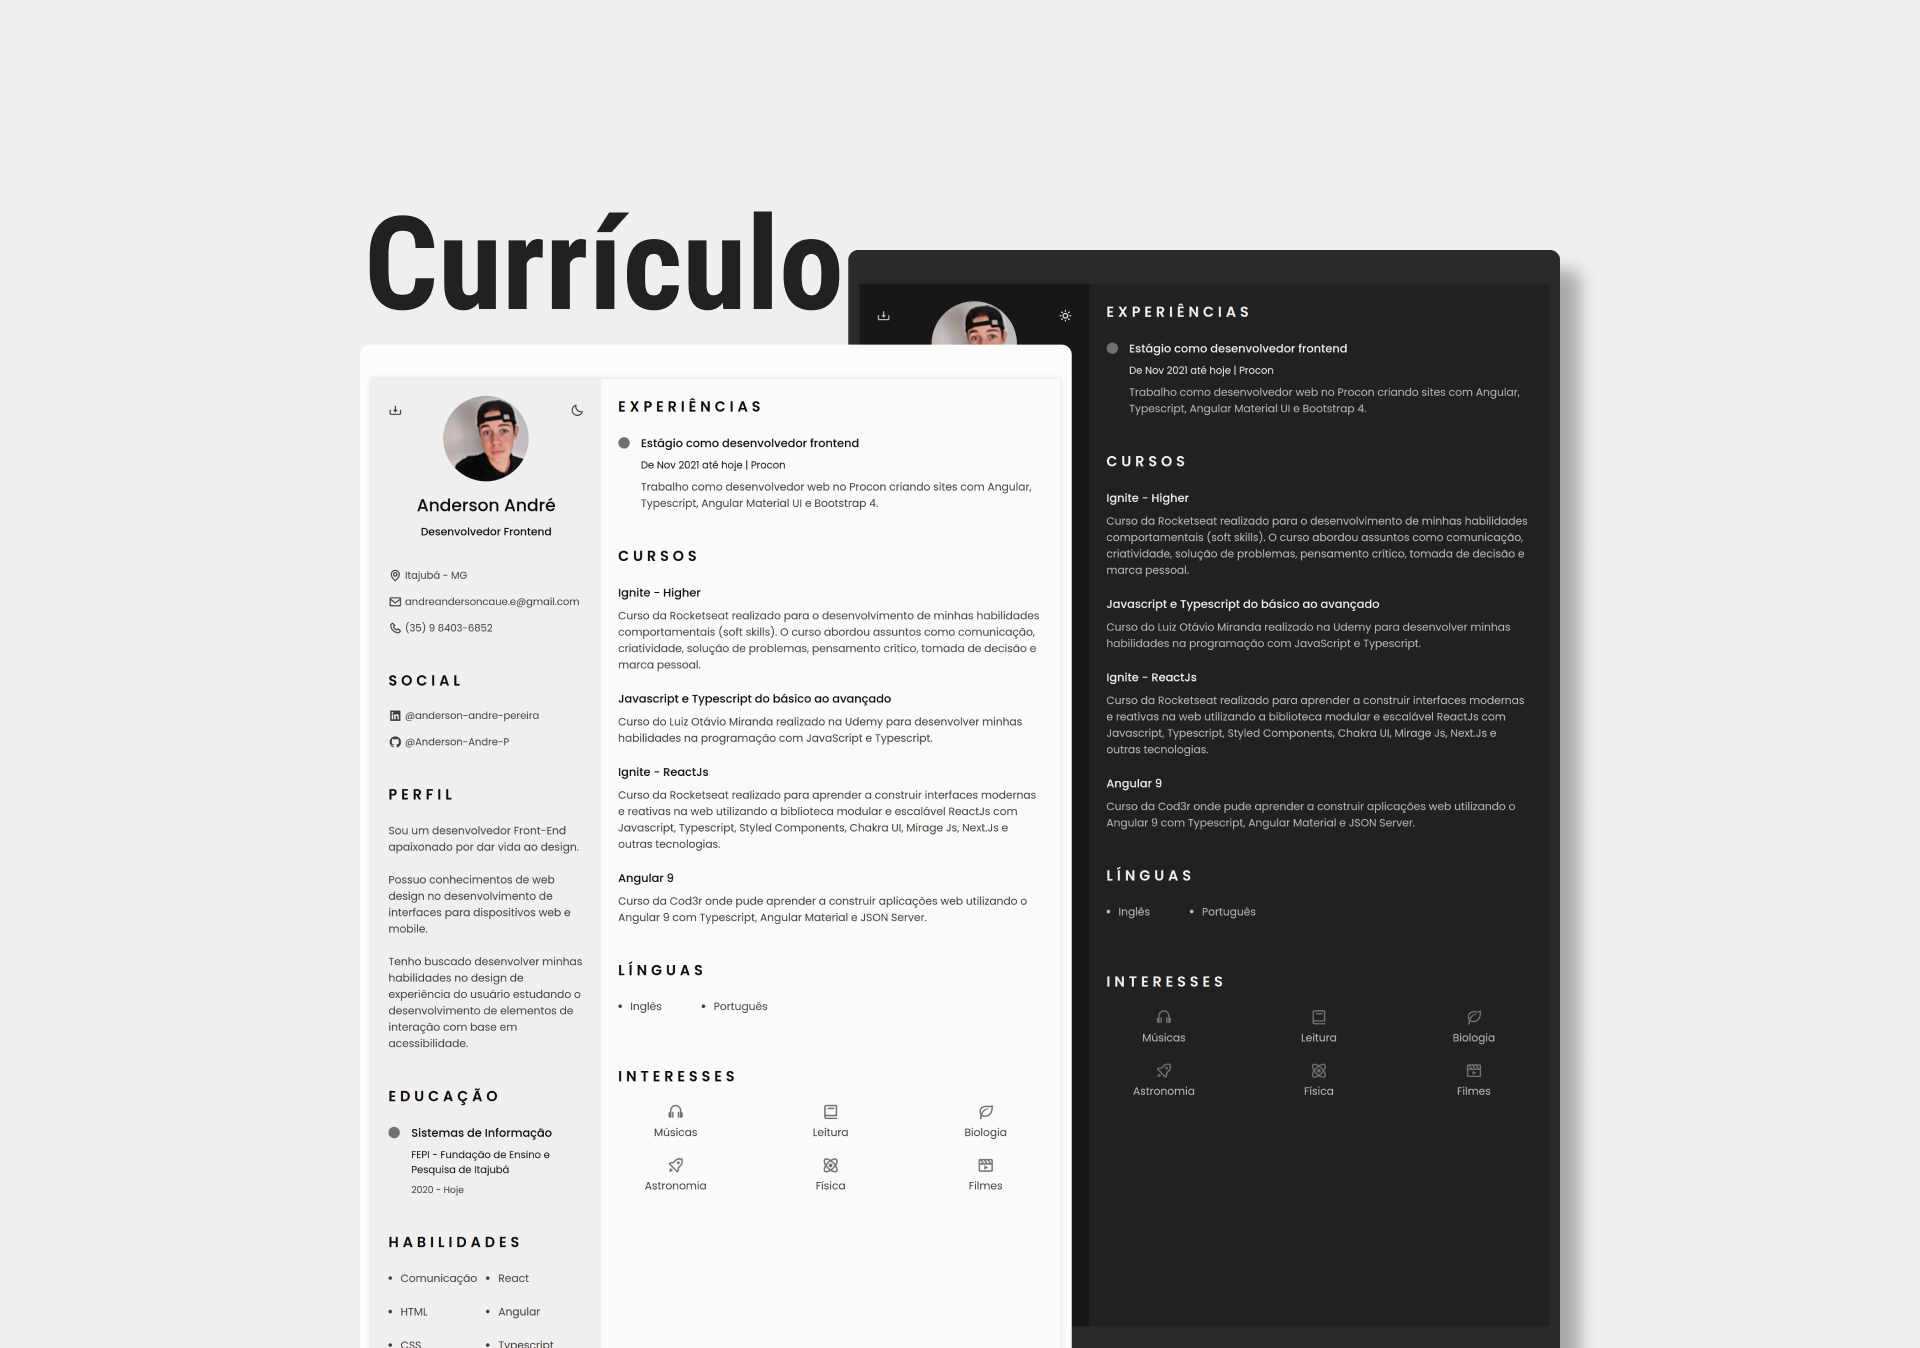 Currículo
Anderson André
Desenvolvedor Frontend
Itajubá - MG
andreandersoncaue.e@gmail.com
(35) 9 8403-6852
SOCIAL
@anderson-andre-pereira
@Anderson-Andre-P
PERFIL
Sou um desenvolvedor Front-End
apaixonado por dar vida ao design.
Possuo conhecimentos de web
design no desenvolvimento de
interfaces para dispositivos web e
mobile.
Tenho buscado desenvolver minhas
habilidades no design de
experiência do usuário estudando o
desenvolvimento de elementos de
interação com base em
acessibilidade.
EDUCAÇÃO
Sistemas de Informação
FEPI - Fundação de Ensino e
Pesquisa de Itajubá
2020 - Hoje
HABILIDADES
• Comunicação • React
• HTML • Angular
• CSS • Typescript
EXPERIÊNCIAS
Estágio como desenvolvedor frontend
De Nov 2021 até hoje | Procon
Trabalho como desenvolvedor web no Procon criando sites com Angular,
Typescript, Angular Material UI e Bootstrap 4.
CURSOS
Ignite - Higher
Curso da Rocketseat realizado para o desenvolvimento de minhas habilidades
comportamentais (soft skills). O curso abordou assuntos como comunicação,
criatividade, solução de problemas, pensamento crítico, tomada de decisão e
marca pessoal.
Javascript e Typescript do básico ao avançado
Curso do Luiz Otávio Miranda realizado na Udemy para desenvolver minhas
habilidades na programação com JavaScript e Typescript.
Ignite - ReactJs
Curso da Rocketseat realizado para aprender a construir interfaces modernas
e reativas na web utilizando a biblioteca modular e escalável ReactJs com
Javascript, Typescript, Styled Components, Chakra UI, Mirage Js, Next.Js e
outras tecnologias.
Angular 9
Curso da Cod3r onde pude aprender a construir aplicações web utilizando o
Angular 9 com Typescript, Angular Material e JSON Server.
LÍNGUAS
• Inglês • Português
INTERESSES
Músicas Leitura Biologia
Astronomia Física Filmes
EXPERIÊNCIAS
Estágio como desenvolvedor frontend
De Nov 2021 até hoje | Procon
Trabalho como desenvolvedor web no Procon criando sites com Angular,
Typescript, Angular Material UI e Bootstrap 4.
CURSOS
Ignite - Higher
Curso da Rocketseat realizado para o desenvolvimento de minhas habilidades
comportamentais (soft skills). O curso abordou assuntos como comunicação,
criatividade, solução de problemas, pensamento crítico, tomada de decisão e
marca pessoal.
Javascript e Typescript do básico ao avançado
Curso do Luiz Otávio Miranda realizado na Udemy para desenvolver minhas
habilidades na programação com JavaScript e Typescript.
Ignite - ReactJs
Curso da Rocketseat realizado para aprender a construir interfaces modernas
e reativas na web utilizando a biblioteca modular e escalável ReactJs com
Javascript, Typescript, Styled Components, Chakra UI, Mirage Js, Next.Js e
outras tecnologias.
Angular 9
Curso da Cod3r onde pude aprender a construir aplicações web utilizando o
Angular 9 com Typescript, Angular Material e JSON Server.
LÍNGUAS
• Inglês • Português
INTERESSES
Músicas Leitura Biologia
Astronomia Física Filmes